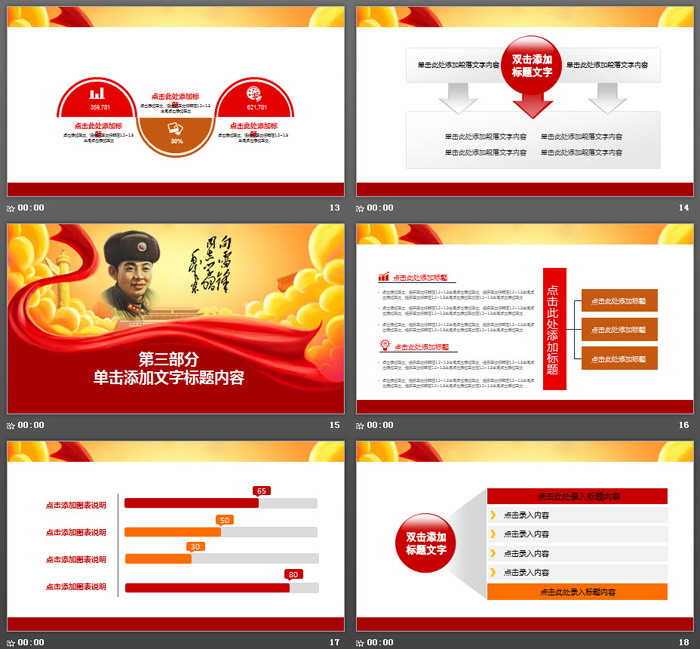 359,781
点击此处添加标题
点击此处添加标题
80%
621,781
点击此处添加标题
00:00
13
单击此处添加段落文字内容
双击添加
标题文字
单击此处添加段落文字内容
单击此处添加段落文字内容
单击此处添加段落文字内容
单击此处添加段落文字内容
单击此处添加段落文字内容
00:00
14
向雷锋
同志学习
毛泽东
第三部分
单击添加文字标题内容
00:00
15
点击此处添加标题
点击此处添加标题
点击此处添加标题
点击此处添加标题
点击此处添加标题
点击此处添加标题
00:00
16
点击添加图表说明
65
点击添加图表说明
50
点击添加图表说明
30
点击添加图表说明
80
00:00
17
双击添加
标题文字
点击此处录入标题内容
点击录入内容
点击录入内容
点击录入内容
点击录入内容
点击此处录入标题内容
00:00
18